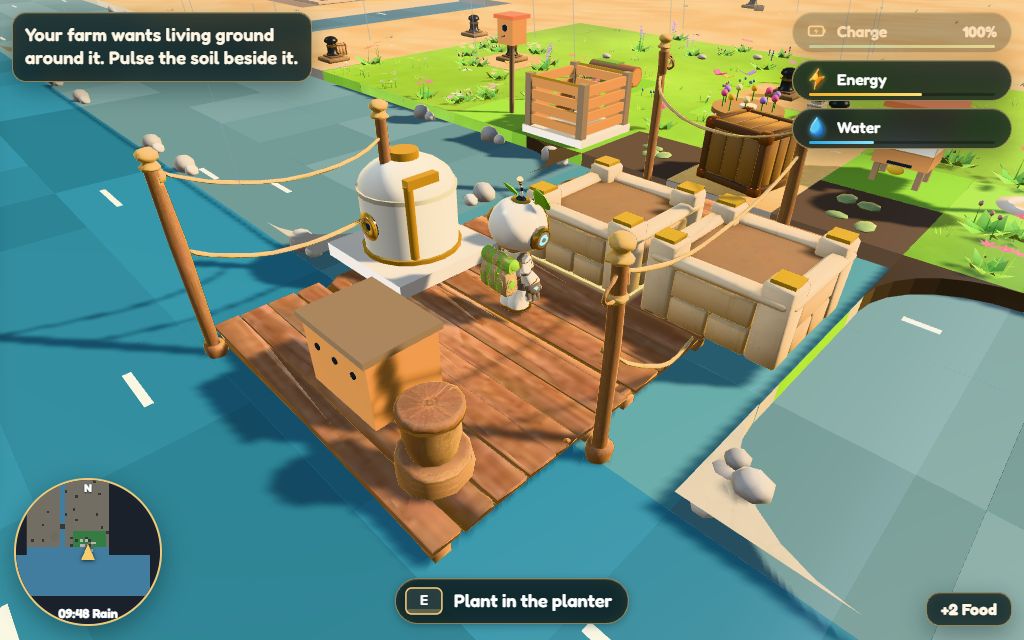 Your farm wants living ground
around it. Pulse the soil beside it.
Charge 100%
Energy
Water
N
09:48 Rain
E Plant in the planter
+2 Food